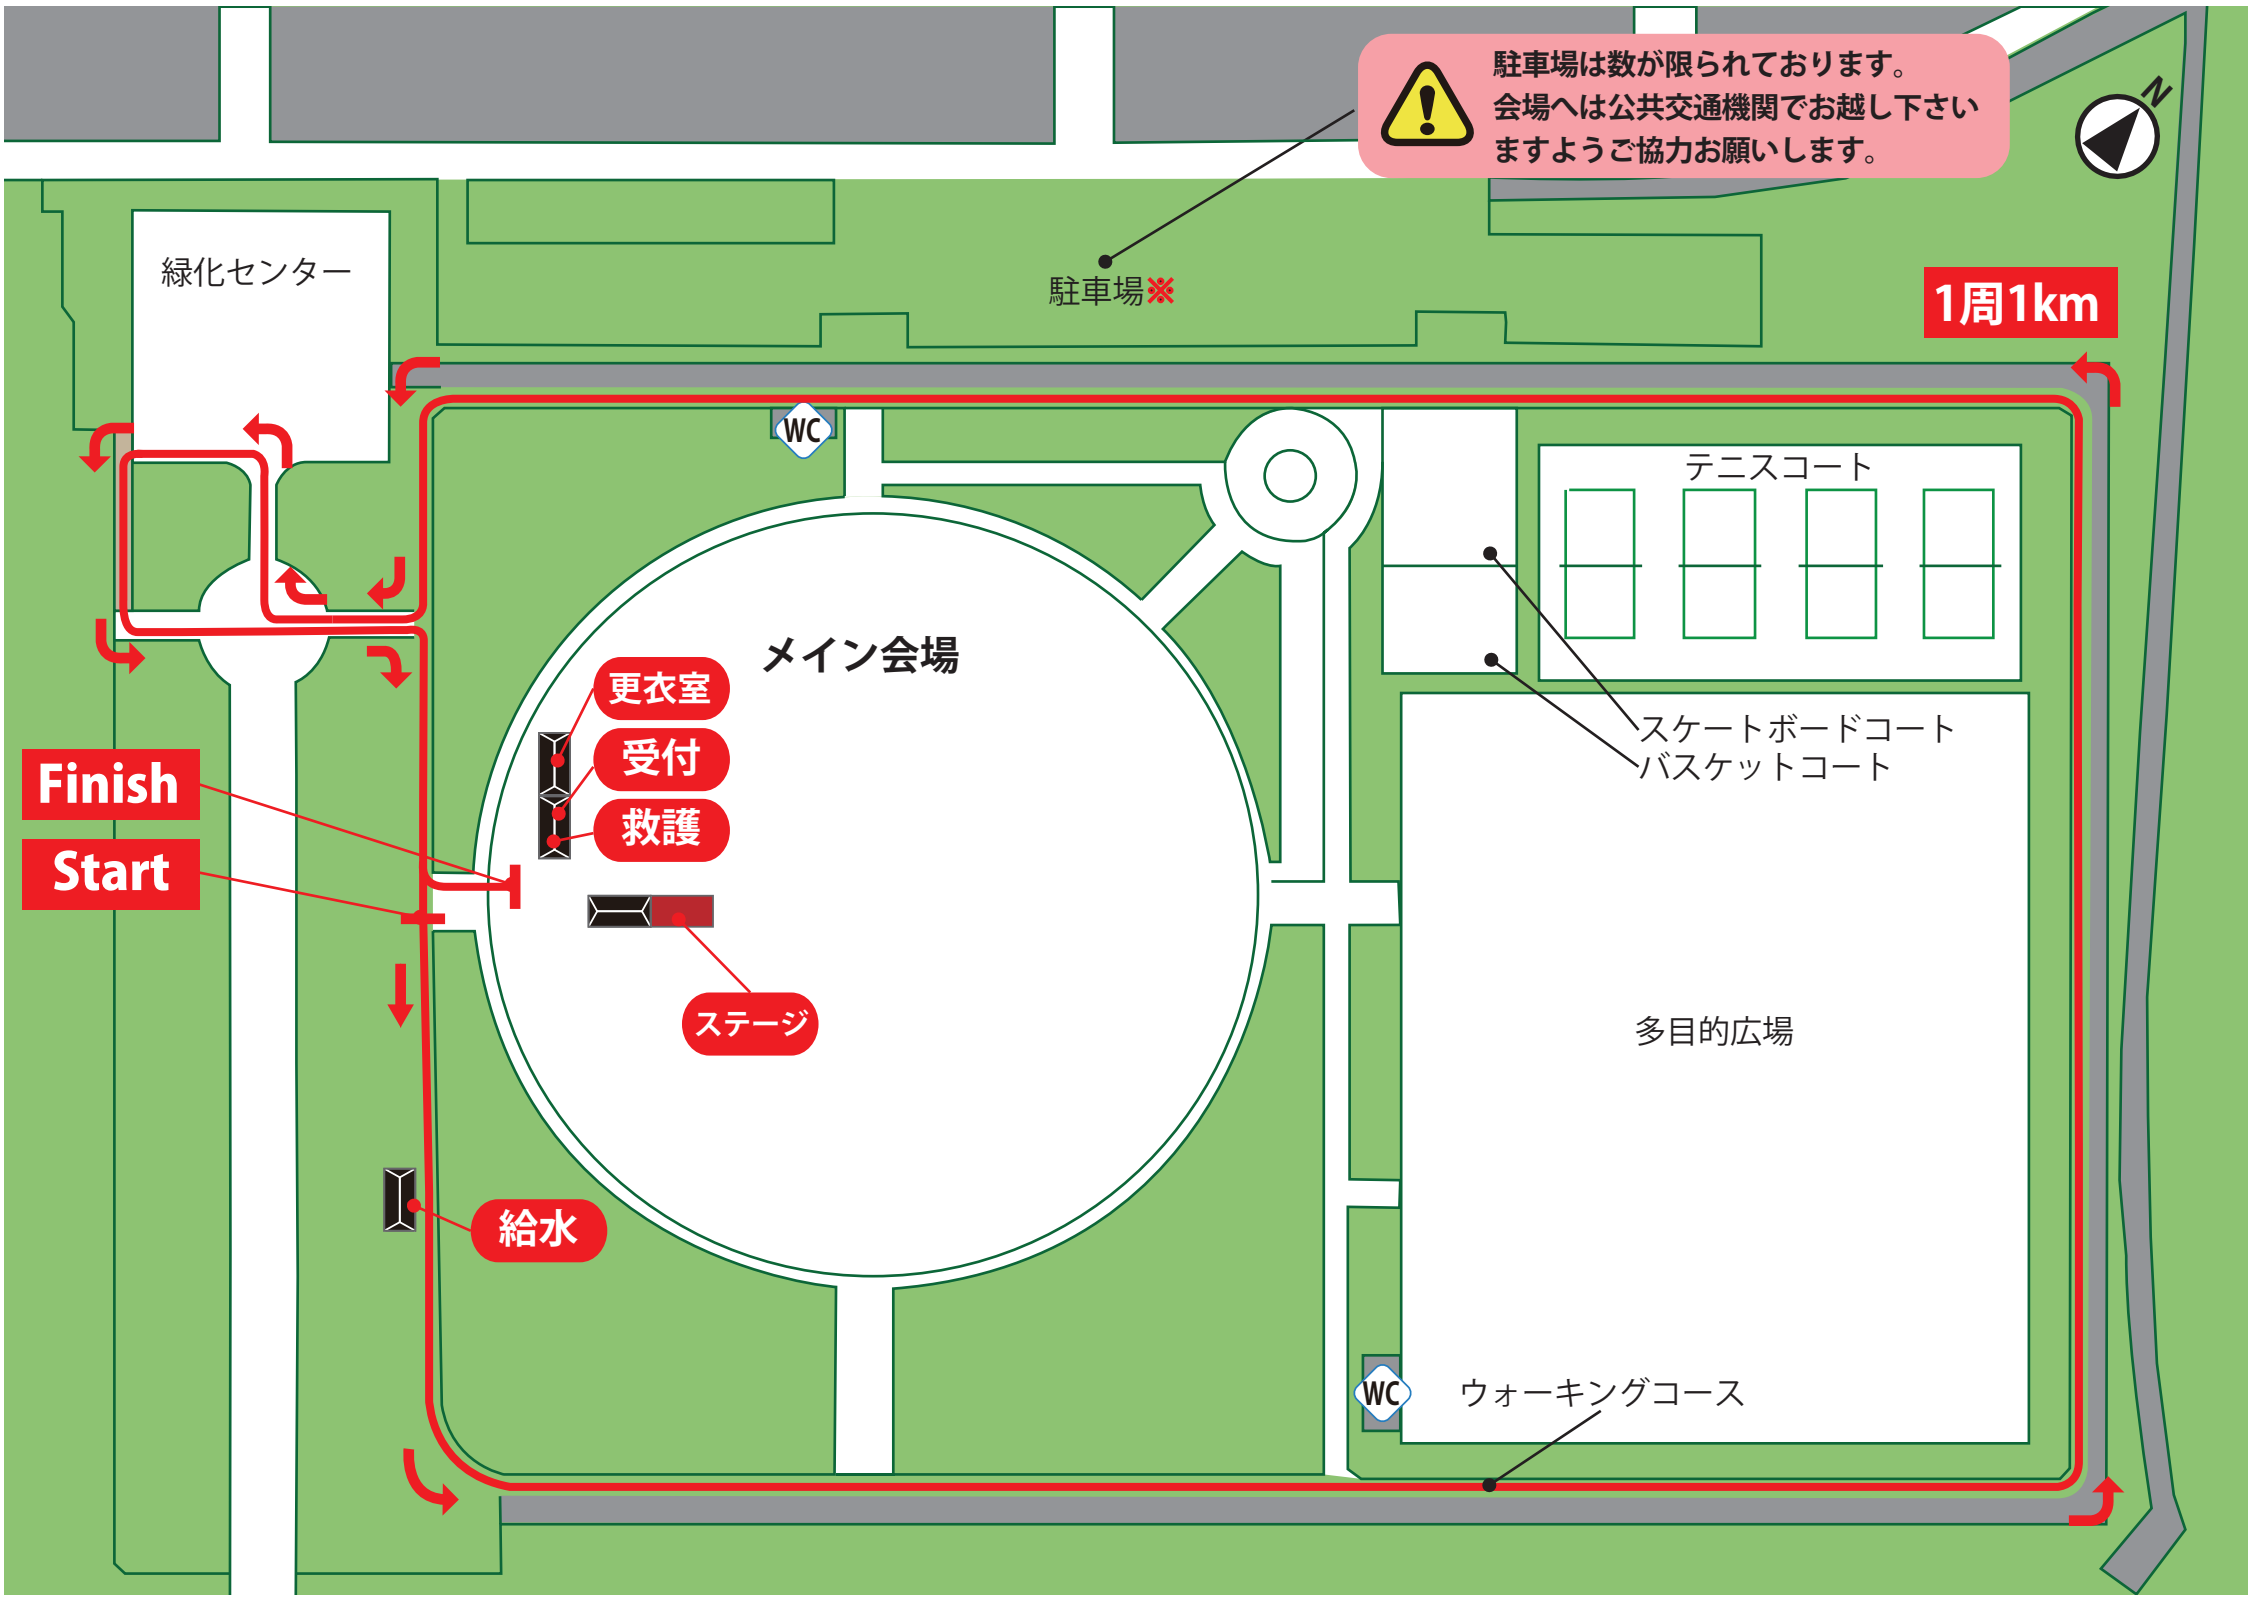 駐車場は数が限られております。
会場へは公共交通機関でお越し下さい
ますようご協力お願いします。
N
緑化センター
駐車場※
1周1km
WC
テニスコート
メイン会場
更衣室
受付
救護
スケートボードコート
バスケットコート
Finish
Start
ステージ
多目的広場
給水
WC
ウォーキングコース